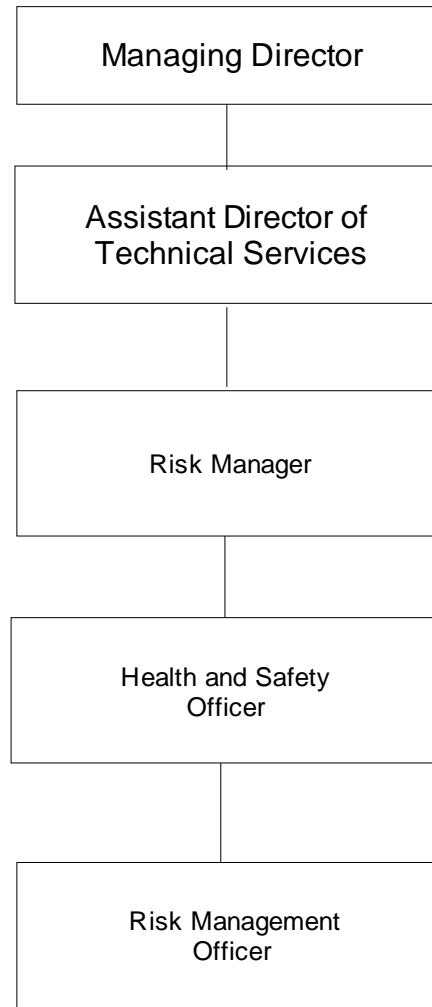 Managing Director
Assistant Director of
Technical Services
Risk Manager
Health and Safety
Officer
Risk Management
Officer